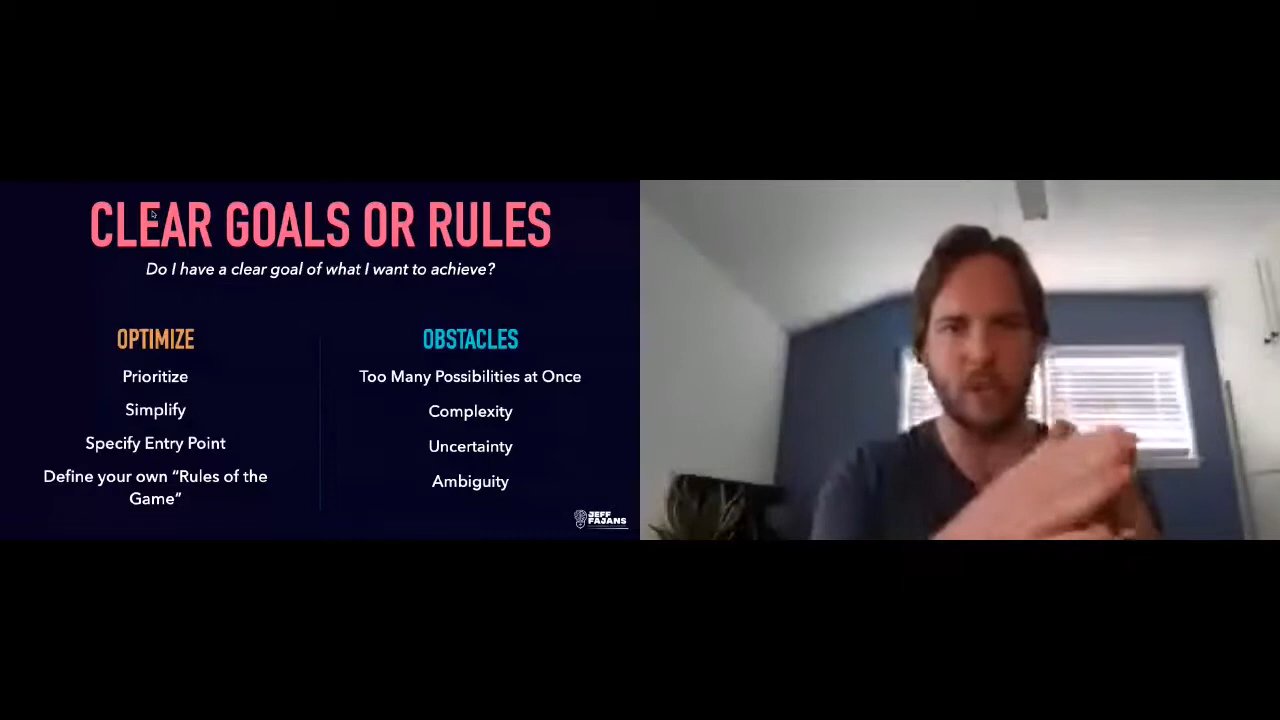 CLEAR GOALS OR RULES
Do I have a clear goal of what I want to achieve?
OPTIMIZE
Prioritize
Simplify
Specify Entry Point
Define your own “Rules of the
Game”
OBSTACLES
Too Many Possibilities at Once
Complexity
Uncertainty
Ambiguity
JEFF
FAJANS